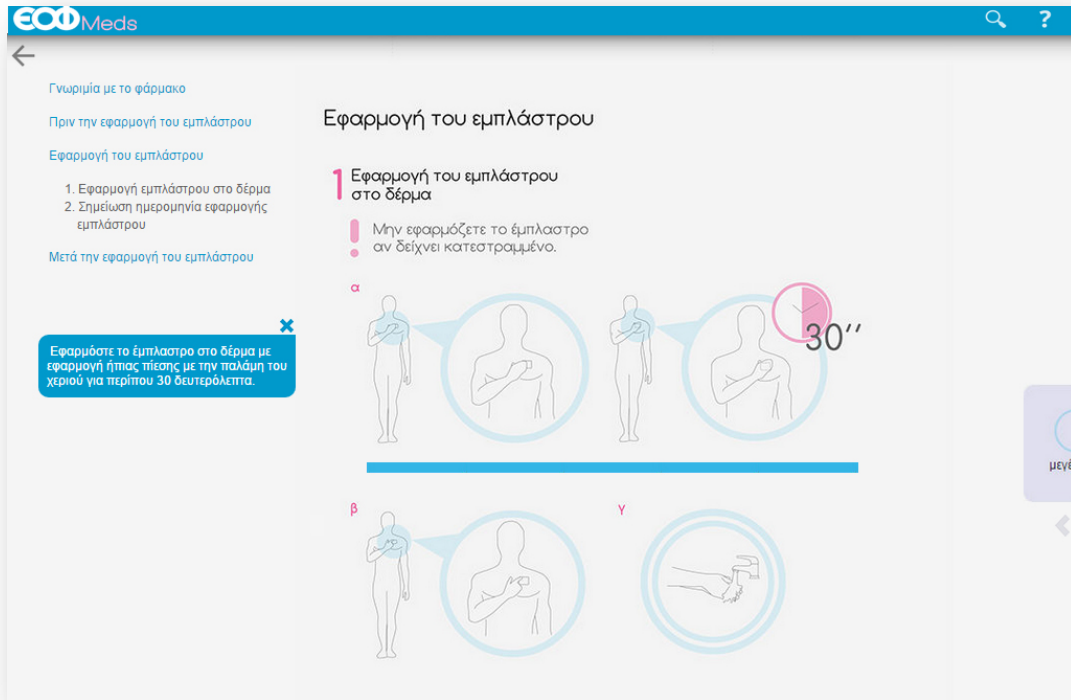 ΕΟΦMeds
?
Γνωριμία με το φάρμακο
Πριν την εφαρμογή του εμπλάστρου
Εφαρμογή του εμπλάστρου
1. Εφαρμογή εμπλάστρου στο δέρμα
2. Σημείωση ημερομηνία εφαρμογής
εμπλάστρου
Μετά την εφαρμογή του εμπλάστρου
Εφαρμόστε το έμπλαστρο στο δέρμα με
εφαρμογή ήπιας πίεσης με την παλάμη του
χεριού για περίπου 30 δευτερόλεπτα.
Εφαρμογή του εμπλάστρου
1 Εφαρμογή του εμπλάστρου
στο δέρμα
! Μην εφαρμόζετε το έμπλαστρο
αν δείχνει κατεστραμμένο.
α
30′′
β
γ